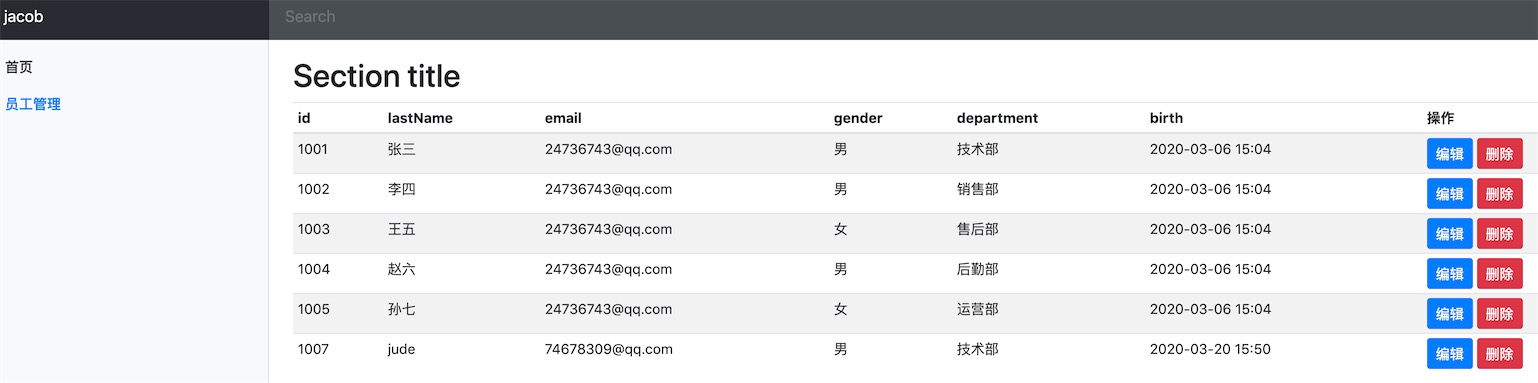 jacob Search
首页
员工管理
Section title
id lastName email gender department birth 操作
1001 张三 24736743@qq.com 男 技术部 2020-03-06 15:04 编辑 删除
1002 李四 24736743@qq.com 男 销售部 2020-03-06 15:04 编辑 删除
1003 王五 24736743@qq.com 女 售后部 2020-03-06 15:04 编辑 删除
1004 赵六 24736743@qq.com 男 后勤部 2020-03-06 15:04 编辑 删除
1005 孙七 24736743@qq.com 女 运营部 2020-03-06 15:04 编辑 删除
1007 jude 74678309@qq.com 男 技术部 2020-03-20 15:50 编辑 删除